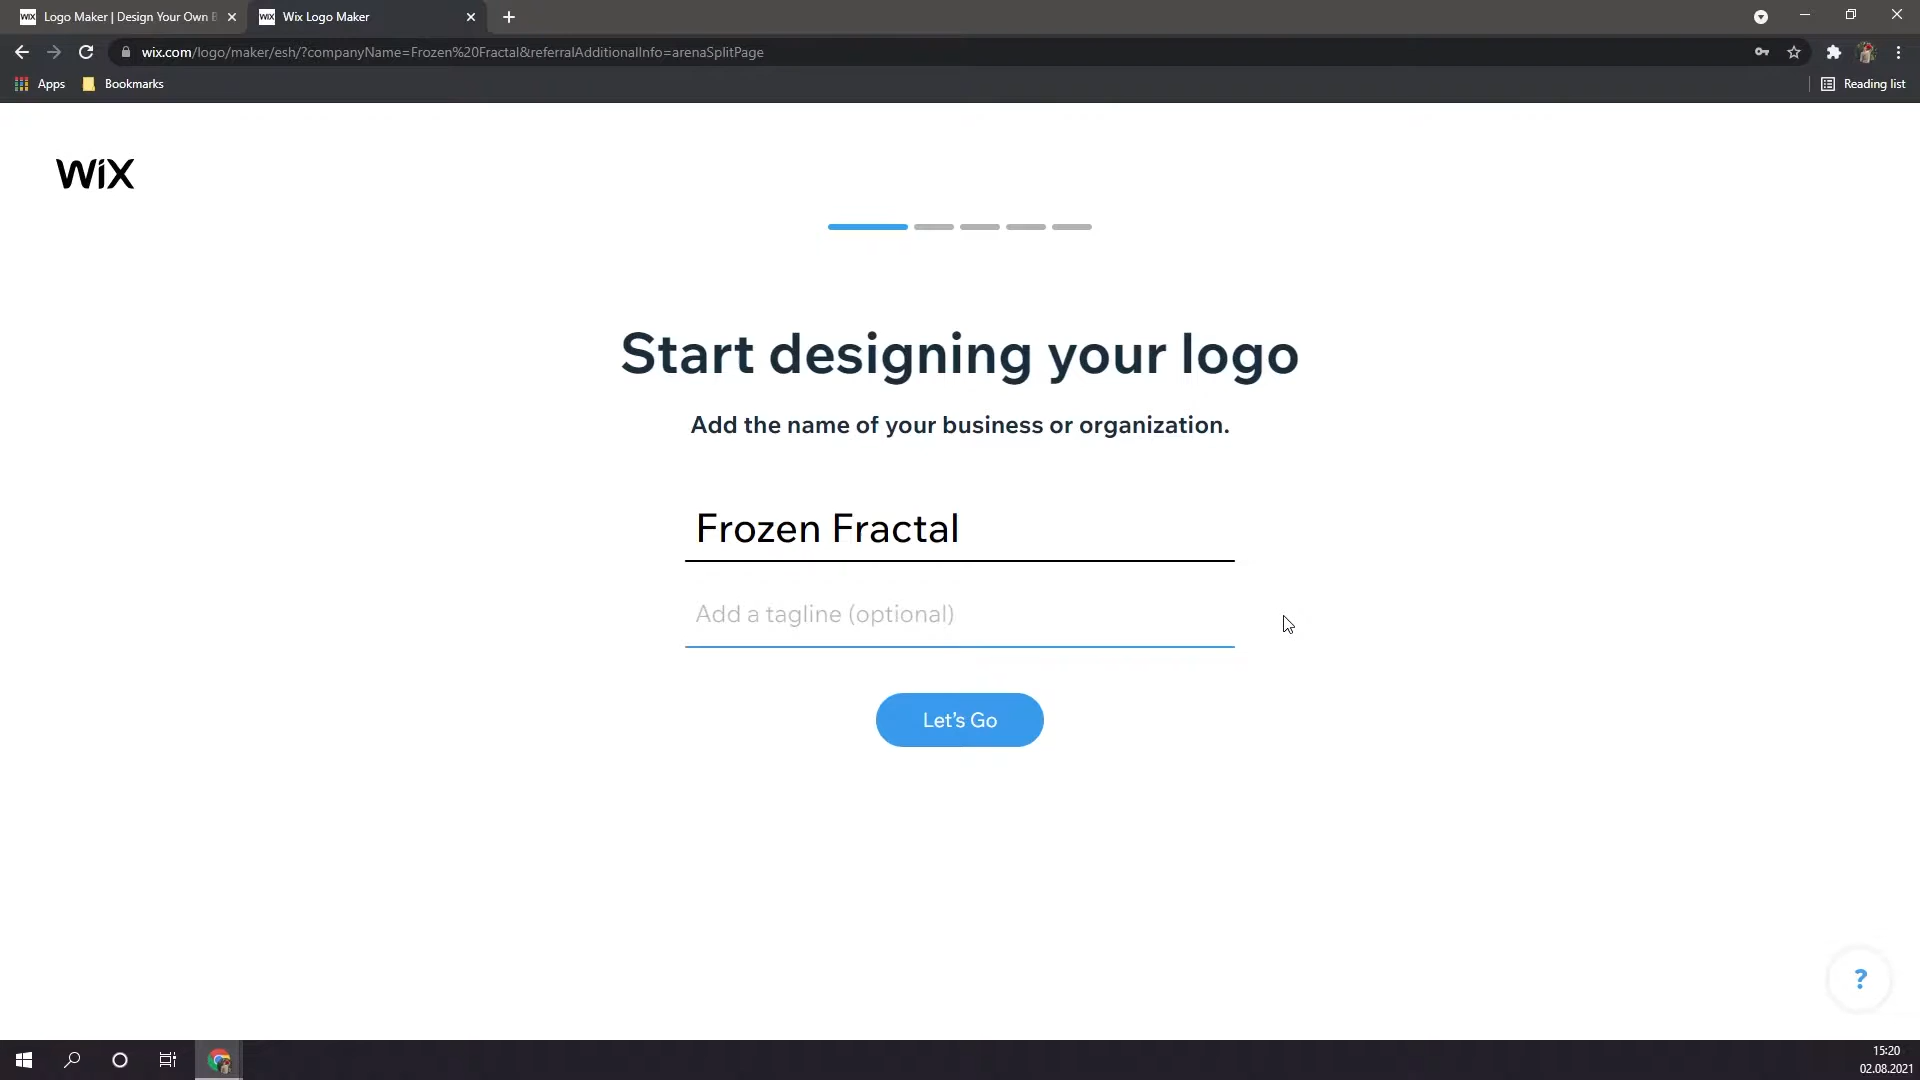 WiX Logo Maker | Design Your Own B
WiX Wix Logo Maker
wix.com/logo/maker/esh/?companyName=Frozen%20Fractal&referralAdditionalInfo=arenaSplitPage
Apps
Bookmarks
Reading list
WiX
Start designing your logo
Add the name of your business or organization.
Frozen Fractal
Add a tagline (optional)
Let's Go
?
15:20
02.08.2021